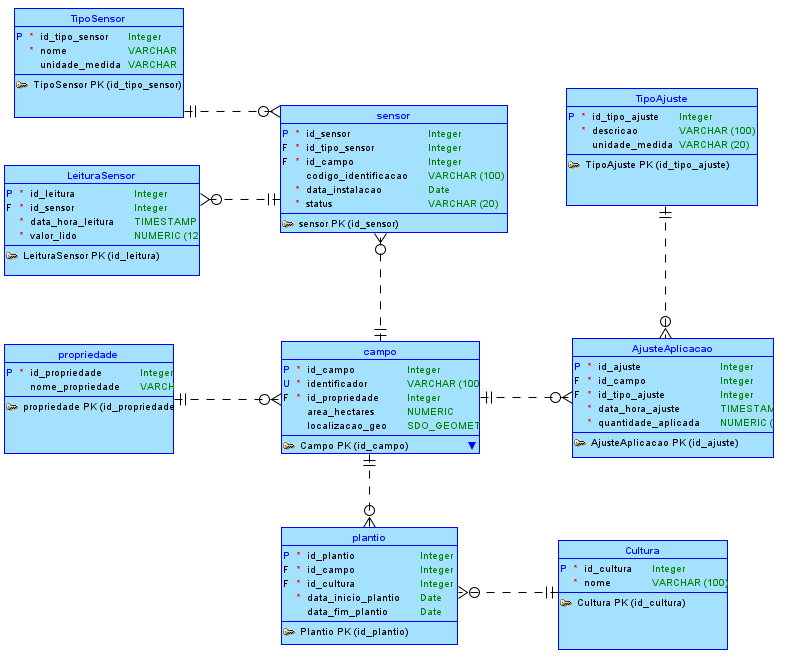 TipoSensor
P * id_tipo_sensor Integer
* nome VARCHAR
unidade_medida VARCHAR
TipoSensor PK (id_tipo_sensor)
sensor
P * id_sensor Integer
F * id_tipo_sensor Integer
F * id_campo Integer
codigo_identificacao VARCHAR (100)
* data_instalacao Date
* status VARCHAR (20)
sensor PK (id_sensor)
TipoAjuste
P * id_tipo_ajuste Integer
* descricao VARCHAR (100)
unidade_medida VARCHAR (20)
TipoAjuste PK (id_tipo_ajuste)
LeituraSensor
P * id_leitura Integer
F * id_sensor Integer
* data_hora_leitura TIMESTAMP
* valor_lido NUMERIC (12
LeituraSensor PK (id_leitura)
propriedade
P * id_propriedade Integer
nome_propriedade VARCH
propriedade PK (id_propriedade
campo
P * id_campo Integer
U * identificador VARCHAR (100
F * id_propriedade Integer
area_hectares NUMERIC
localizacao_geo SDO_GEOMET
Campo PK (id_campo)
AjusteAplicacao
P * id_ajuste Integer
F * id_campo Integer
F * id_tipo_ajuste Integer
* data_hora_ajuste TIMESTAM
* quantidade_aplicada NUMERIC (
AjusteAplicacao PK (id_ajuste)
plantio
P * id_plantio Integer
F * id_campo Integer
F * id_cultura Integer
* data_inicio_plantio Date
data_fim_plantio Date
Plantio PK (id_plantio)
Cultura
P * id_cultura Integer
* nome VARCHAR (100)
Cultura PK (id_cultura)